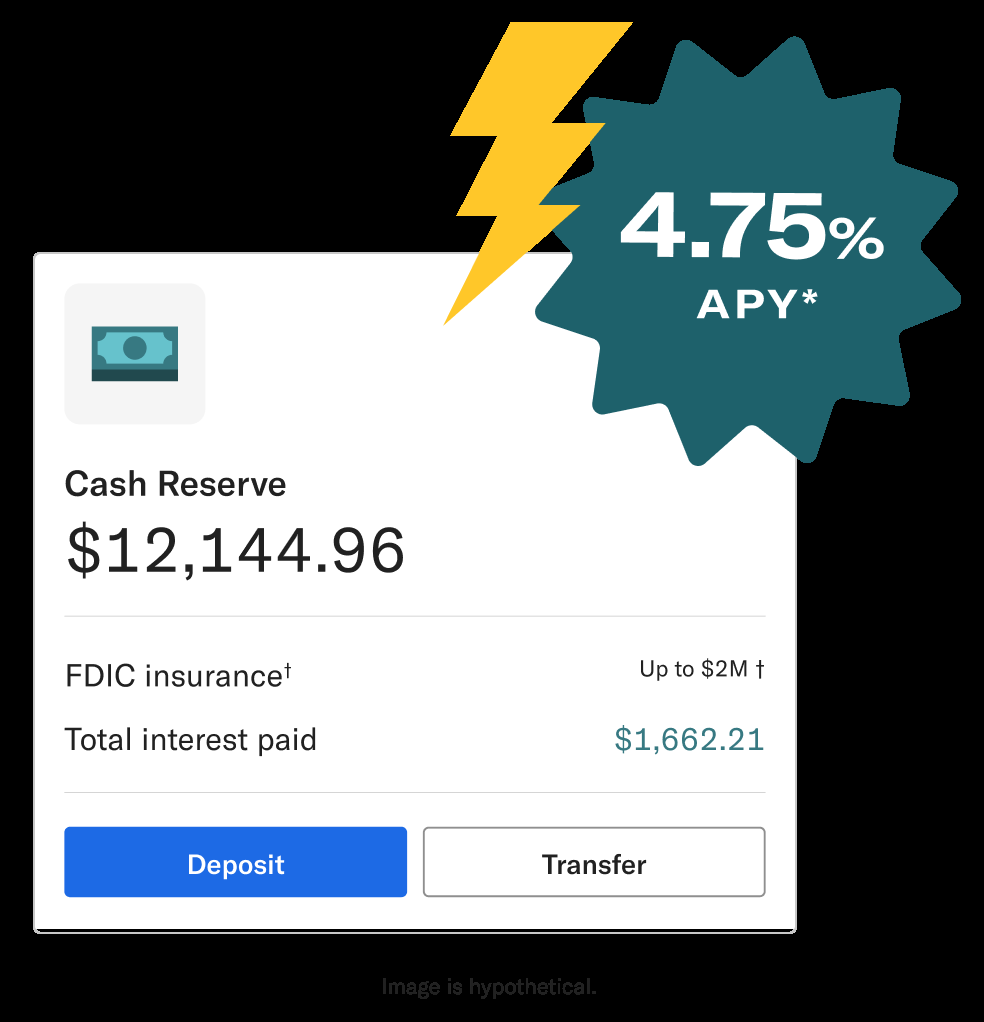 4.75%
APY*
Cash Reserve
$12,144.96
FDIC insurance†
Up to $2M †
Total interest paid
$1,662.21
Deposit
Transfer
Image is hypothetical.